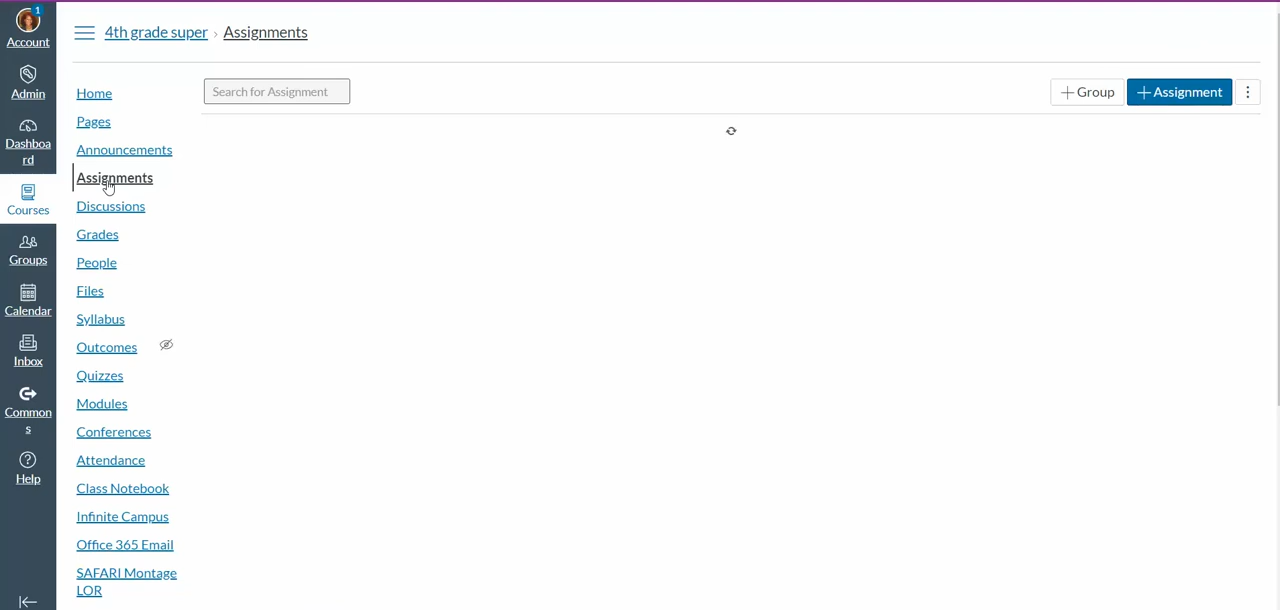 1
Account
Admin
Dashboa
rd
Courses
Groups
Calendar
Inbox
Common
s
Help
4th grade super › Assignments
Home
Pages
Announcements
Assignments
Discussions
Grades
People
Files
Syllabus
Outcomes
Quizzes
Modules
Conferences
Attendance
Class Notebook
Infinite Campus
Office 365 Email
SAFARI Montage
LOR
Search for Assignment
+ Group
+ Assignment